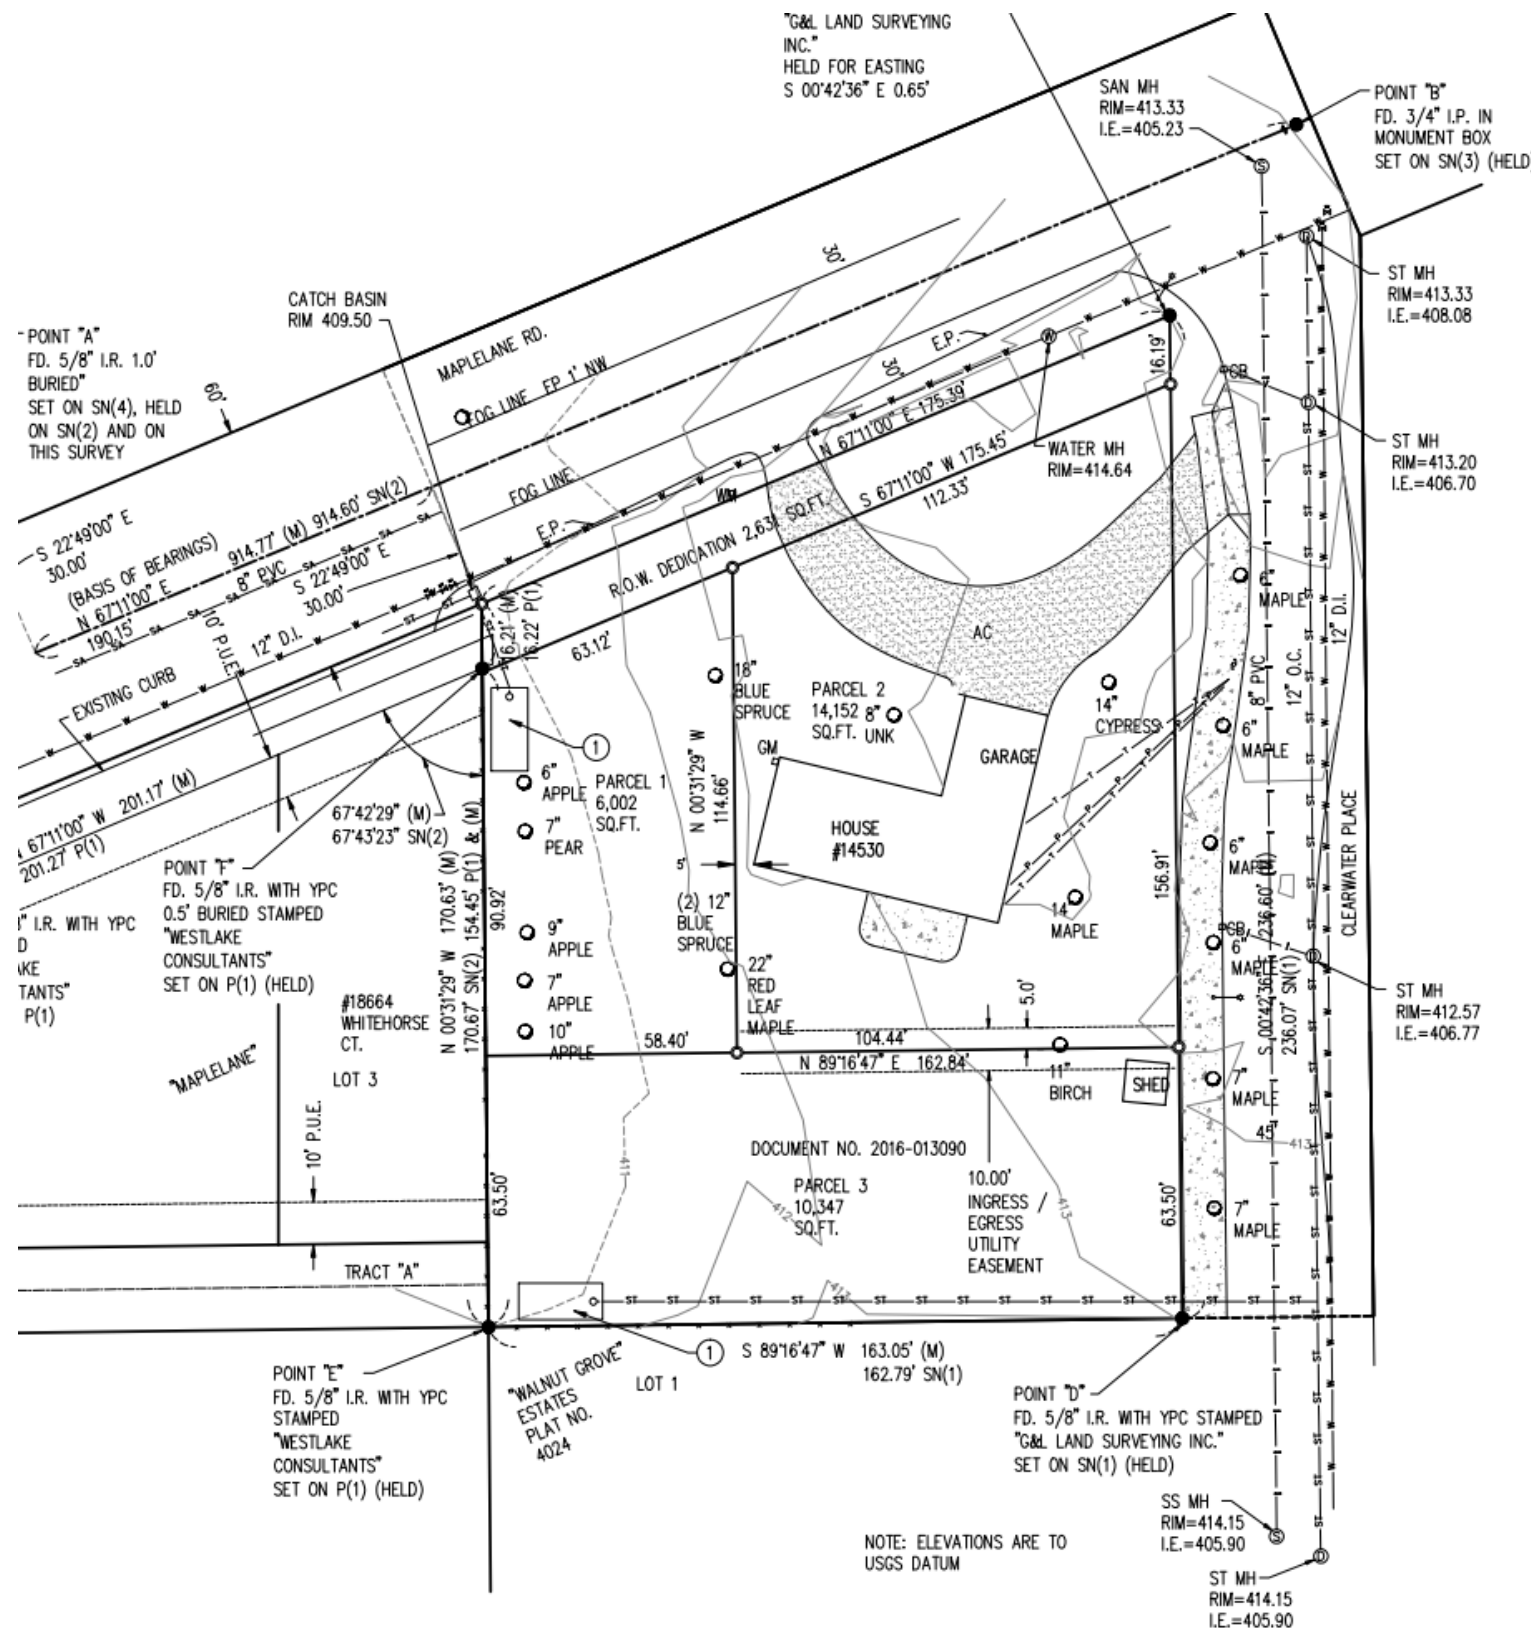 "G&L LAND SURVEYING
INC."
HELD FOR EASTING
S 00°42'36" E 0.65'
SAN MH
RIM=413.33
I.E.=405.23
POINT "B"
FD. 3/4" I.P. IN
MONUMENT BOX
SET ON SN(3) (HELD)
ST MH
RIM=413.33
I.E.=408.08
CATCH BASIN
RIM 409.50
POINT "A"
FD. 5/8" I.R. 1.0'
BURIED"
SET ON SN(4), HELD
ON SN(2) AND ON
THIS SURVEY
60'
30'
MAPLELANE RD.
FOG LINE EP 1' NW
30'
E.P.
16.19'
CB
ST MH
RIM=413.20
I.E.=406.70
WATER MH
RIM=414.64
N 67°11'00" E 175.39'
S 67°11'00" W 175.45'
112.33'
FOG LINE
E.P.
WM
R.O.W. DEDICATION 2,631 SQ.FT.
63.12'
S 22°49'00" E
30.00'
(BASIS OF BEARINGS)
N 67°11'00" E 914.77' (M) 914.60' SN(2)
190.15'
8" PVC
S 22°49'00" E
30.00'
10' P.U.E.
12" D.I.
16.21' (M)
16.22' P(1)
EXISTING CURB
AC
6"
MAPLE
12" D.I.
8" PVC
12" O.C.
18"
BLUE
SPRUCE
PARCEL 2
14,152
SQ.FT.
8"
UNK
14"
CYPRESS
6"
MAPLE
GM
GARAGE
1
6"
APPLE
PARCEL 1
6,002
SQ.FT.
N 00°31'29" W
114.66'
67°42'29" (M)
67°43'23" SN(2)
7"
PEAR
HOUSE
#14530
6"
MAPLE
67°11'00" W 201.17' (M)
201.27' P(1)
POINT "F"
FD. 5/8" I.R. WITH YPC
0.5' BURIED STAMPED
"WESTLAKE
CONSULTANTS"
SET ON P(1) (HELD)
5'
156.91'
CLEARWATER PLACE
I.R. WITH YPC
D
AKE
TANTS"
P(1)
N 00°31'29" W 170.63' (M)
170.67' SN(2) 154.45' P(1) & (M)
90.92'
(2) 12"
BLUE
SPRUCE
14
MAPLE
9"
APPLE
CB
6"
MAPLE
S 00°42'36" E 236.60' (M)
236.07' SN(1)
7"
APPLE
22"
RED
LEAF
MAPLE
5.0'
ST MH
RIM=412.57
I.E.=406.77
#18664
WHITEHORSE
CT.
LOT 3
"MAPLELANE"
10"
APPLE
58.40'
104.44'
N 89°16'47" E 162.84'
11"
BIRCH
SHED
7"
MAPLE
45'
413
10' P.U.E.
411
DOCUMENT NO. 2016-013090
PARCEL 3
10,347
SQ.FT.
412
10.00'
INGRESS /
EGRESS
UTILITY
EASEMENT
413
63.50'
63.50'
7"
MAPLE
TRACT "A"
413
1
S 89°16'47" W 163.05' (M)
162.79' SN(1)
"WALNUT GROVE"
ESTATES
PLAT NO.
4024
LOT 1
POINT "E"
FD. 5/8" I.R. WITH YPC
STAMPED
"WESTLAKE
CONSULTANTS"
SET ON P(1) (HELD)
POINT "D"
FD. 5/8" I.R. WITH YPC STAMPED
"G&L LAND SURVEYING INC."
SET ON SN(1) (HELD)
SS MH
RIM=414.15
I.E.=405.90
NOTE: ELEVATIONS ARE TO
USGS DATUM
ST MH
RIM=414.15
I.E.=405.90